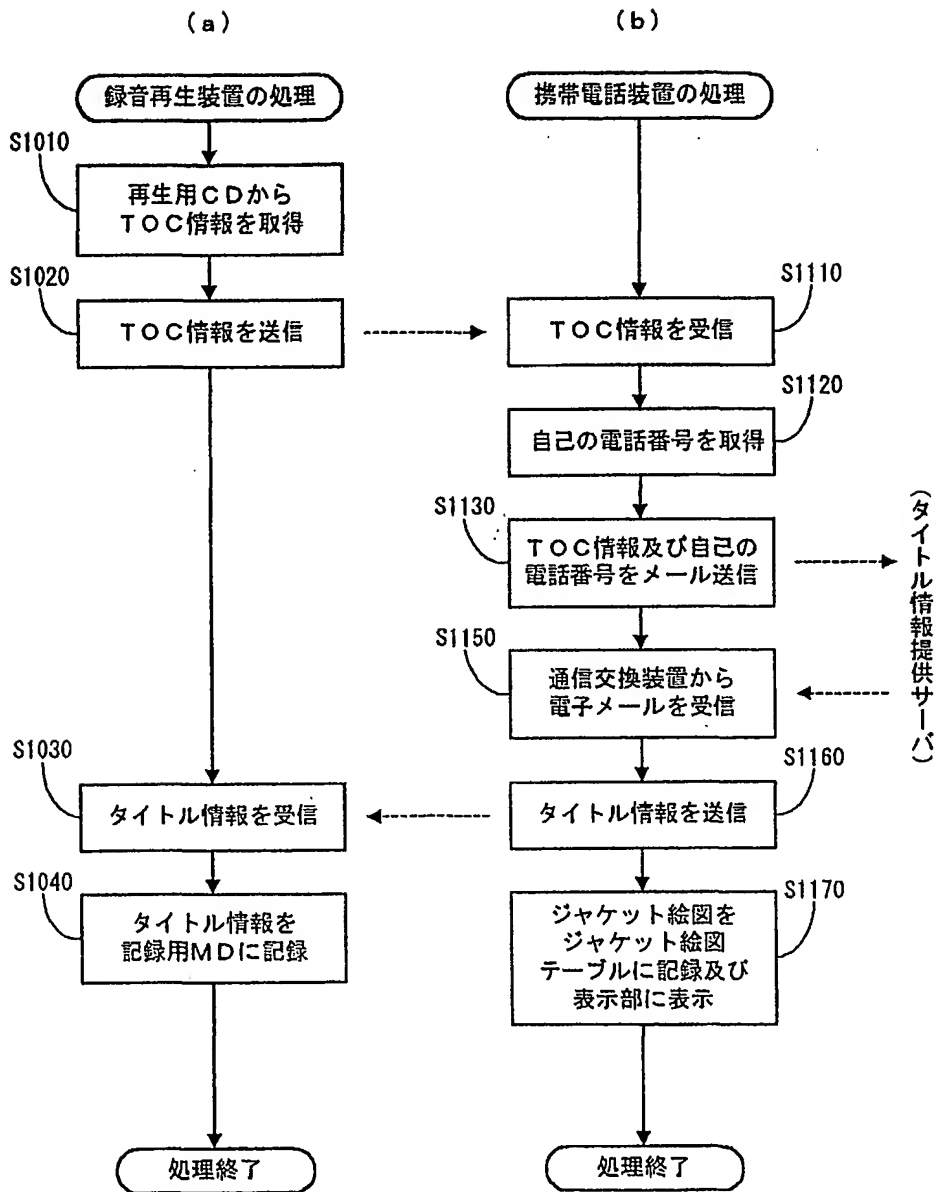 (a)
録音再生装置の処理
S1010
再生用CDから
TOC情報を取得
S1020
TOC情報を送信
S1030
タイトル情報を受信
S1040
タイトル情報を
記録用MDに記録
処理終了
(b)
携帯電話装置の処理
S1110
TOC情報を受信
S1120
自己の電話番号を取得
S1130
TOC情報及び自己の
電話番号をメール送信
S1150
通信交換装置から
電子メールを受信
S1160
タイトル情報を送信
S1170
ジャケット絵図を
ジャケット絵図
テーブルに記録及び
表示部に表示
処理終了
(タイトル情報提供サーバ)